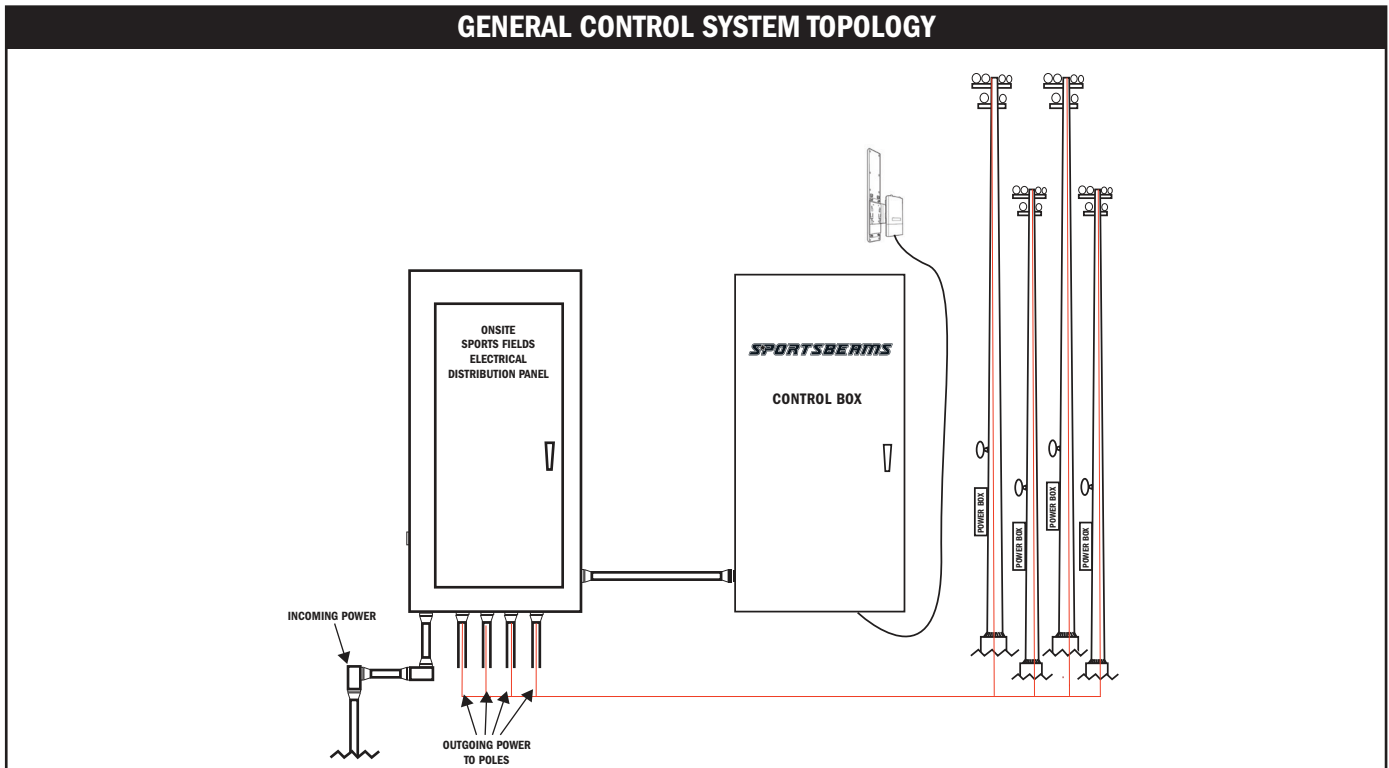 GENERAL CONTROL SYSTEM TOPOLOGY
ONSITE
SPORTS FIELDS
ELECTRICAL
DISTRIBUTION PANEL
SPORTSBEAMS
CONTROL BOX
POWER BOX
POWER BOX
POWER BOX
POWER BOX
INCOMING POWER
OUTGOING POWER
TO POLES